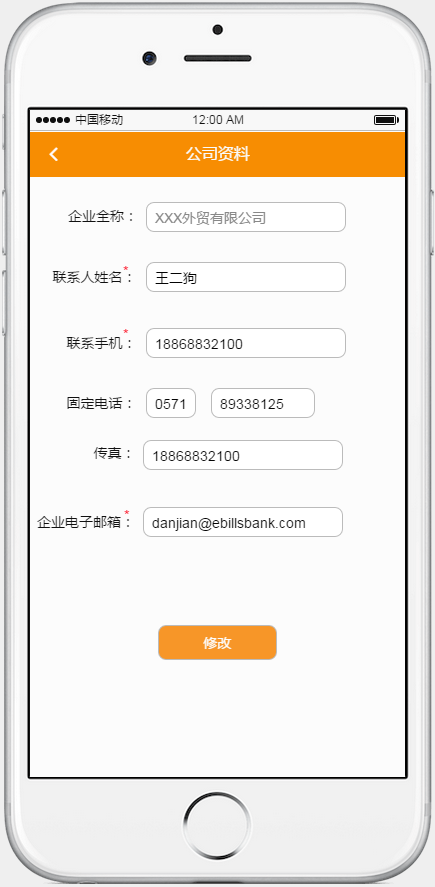 中国移动 12:00 AM
公司资料
企业全称： XXX外贸有限公司
联系人姓名*： 王二狗
联系手机*： 18868832100
固定电话： 0571 89338125
传真： 18868832100
企业电子邮箱*： danjian@ebillsbank.com
修改